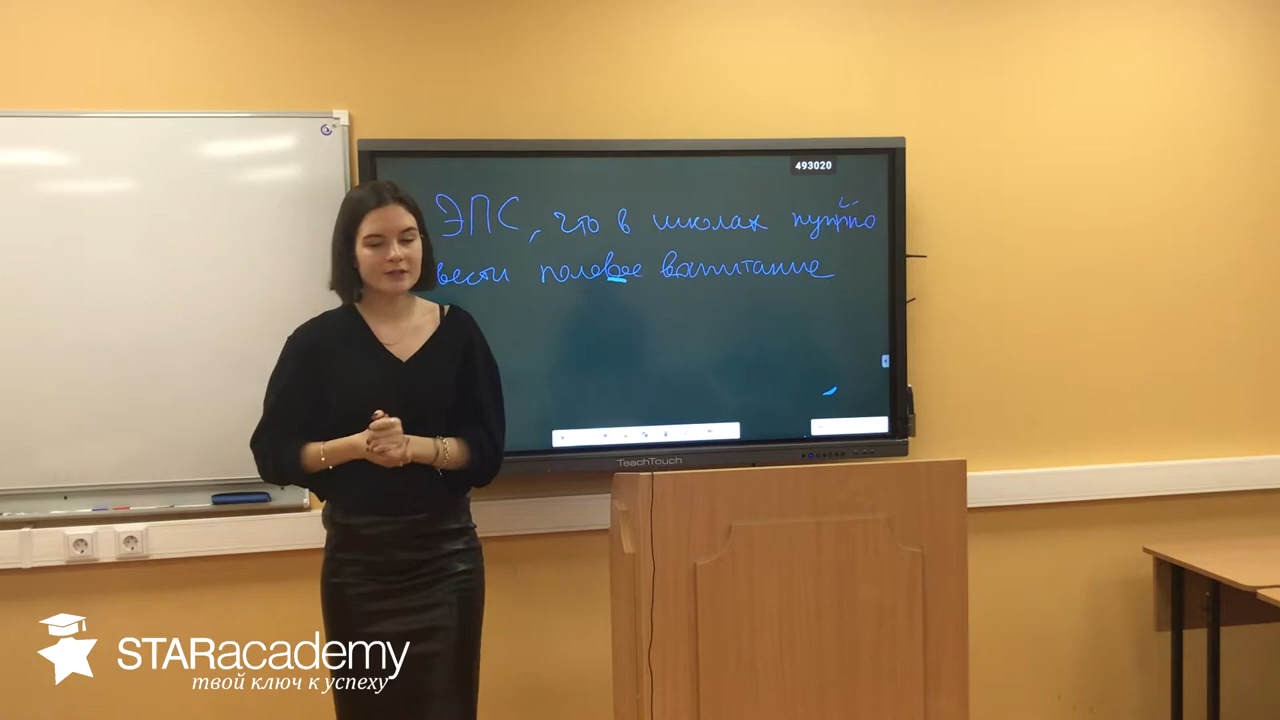 493020
ЭПС, что в школах нужно
вести половое воспитание
TeachTouch
STARacademy
твой ключ к успеху